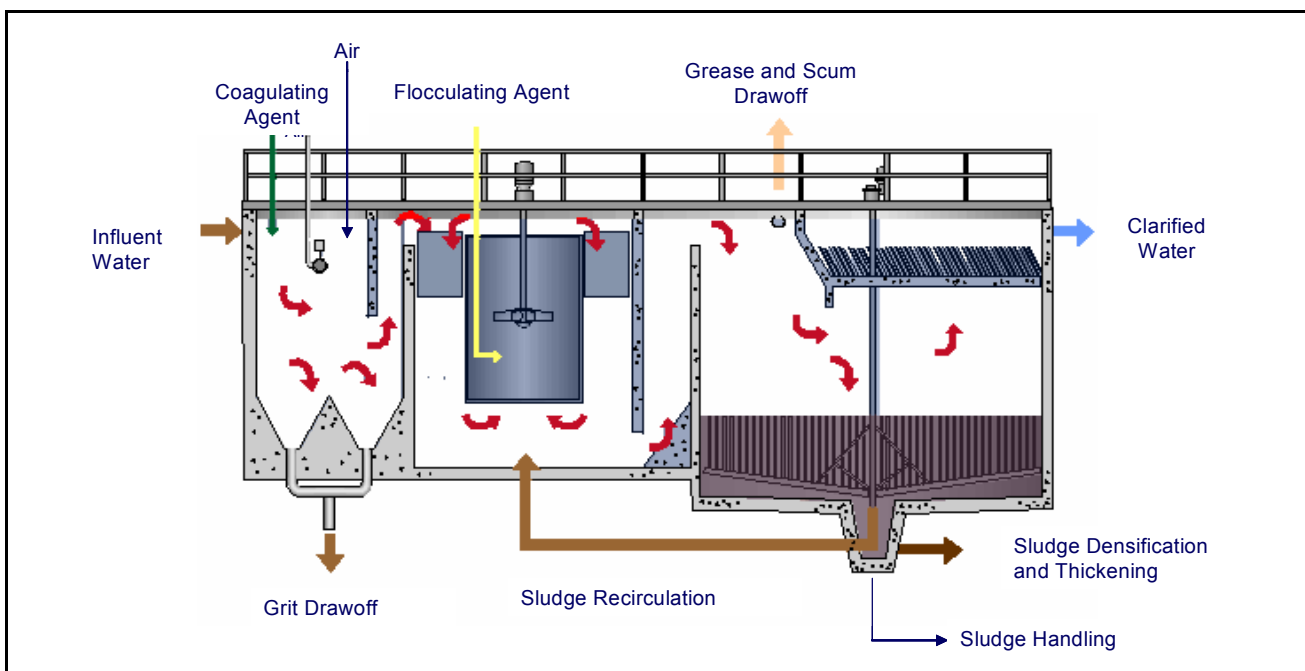 Air
Coagulating
Agent
Flocculating Agent
Grease and Scum
Drawoff
Influent
Water
Clarified
Water
Grit Drawoff
Sludge Recirculation
Sludge Densification
and Thickening
Sludge Handling